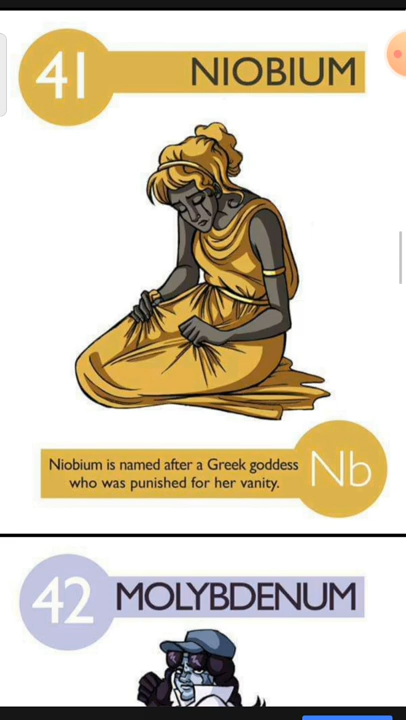 41
NIOBIUM
Niobium is named after a Greek goddess
who was punished for her vanity.
Nb
42
MOLYBDENUM